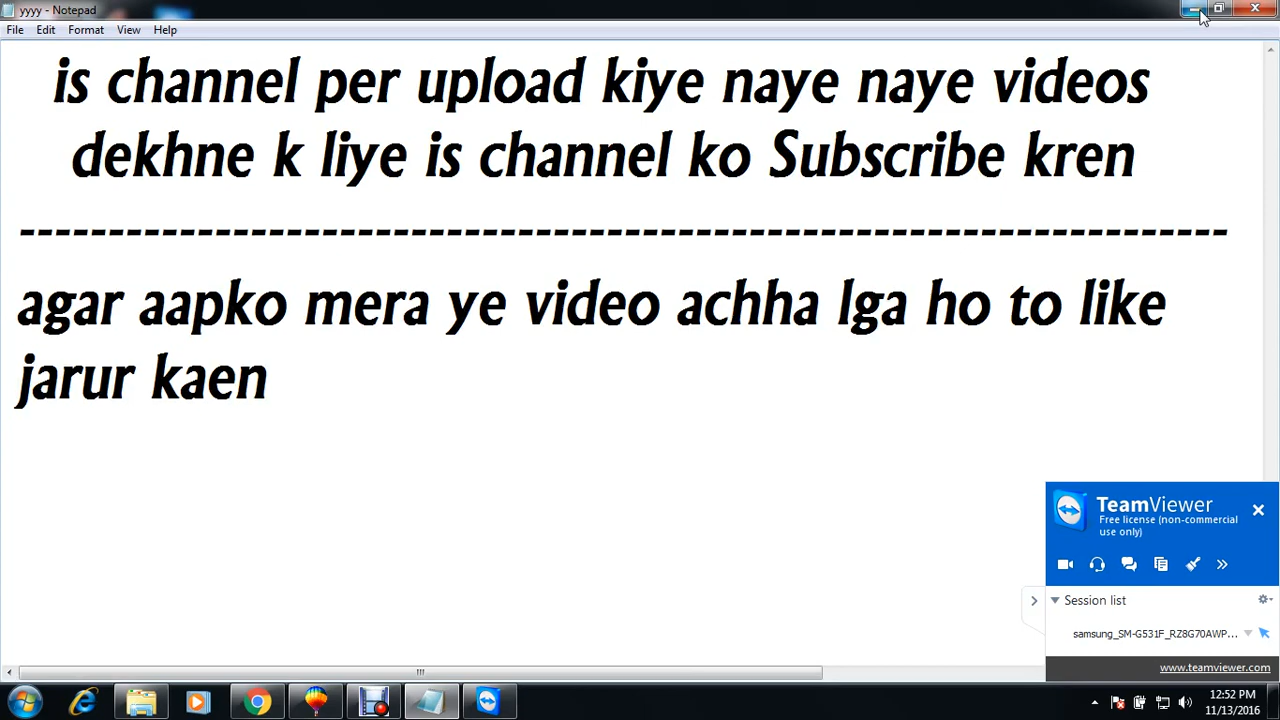 yyyy - Notepad
File Edit Format View Help
is channel per upload kiye naye naye videos
dekhne k liye is channel ko Subscribe kren
---------------------------------------------------------------------
agar aapko mera ye video achha lga ho to like
jarur kaen
TeamViewer
Free license (non-commercial
use only)
Session list
samsung_SM-G531F_RZ8G70AWP...
www.teamviewer.com
12:52 PM
11/13/2016